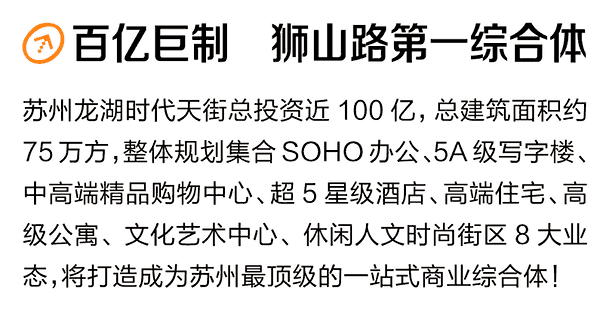 百亿巨制 狮山路第一综合体
苏州龙湖时代天街总投资近 100 亿，总建筑面积约
75 万方，整体规划集合 SOHO 办公、5A 级写字楼、
中高端精品购物中心、超 5 星级酒店、高端住宅、高
级公寓、文化艺术中心、休闲人文时尚街区 8 大业
态，将打造成为苏州最顶级的一站式商业综合体！